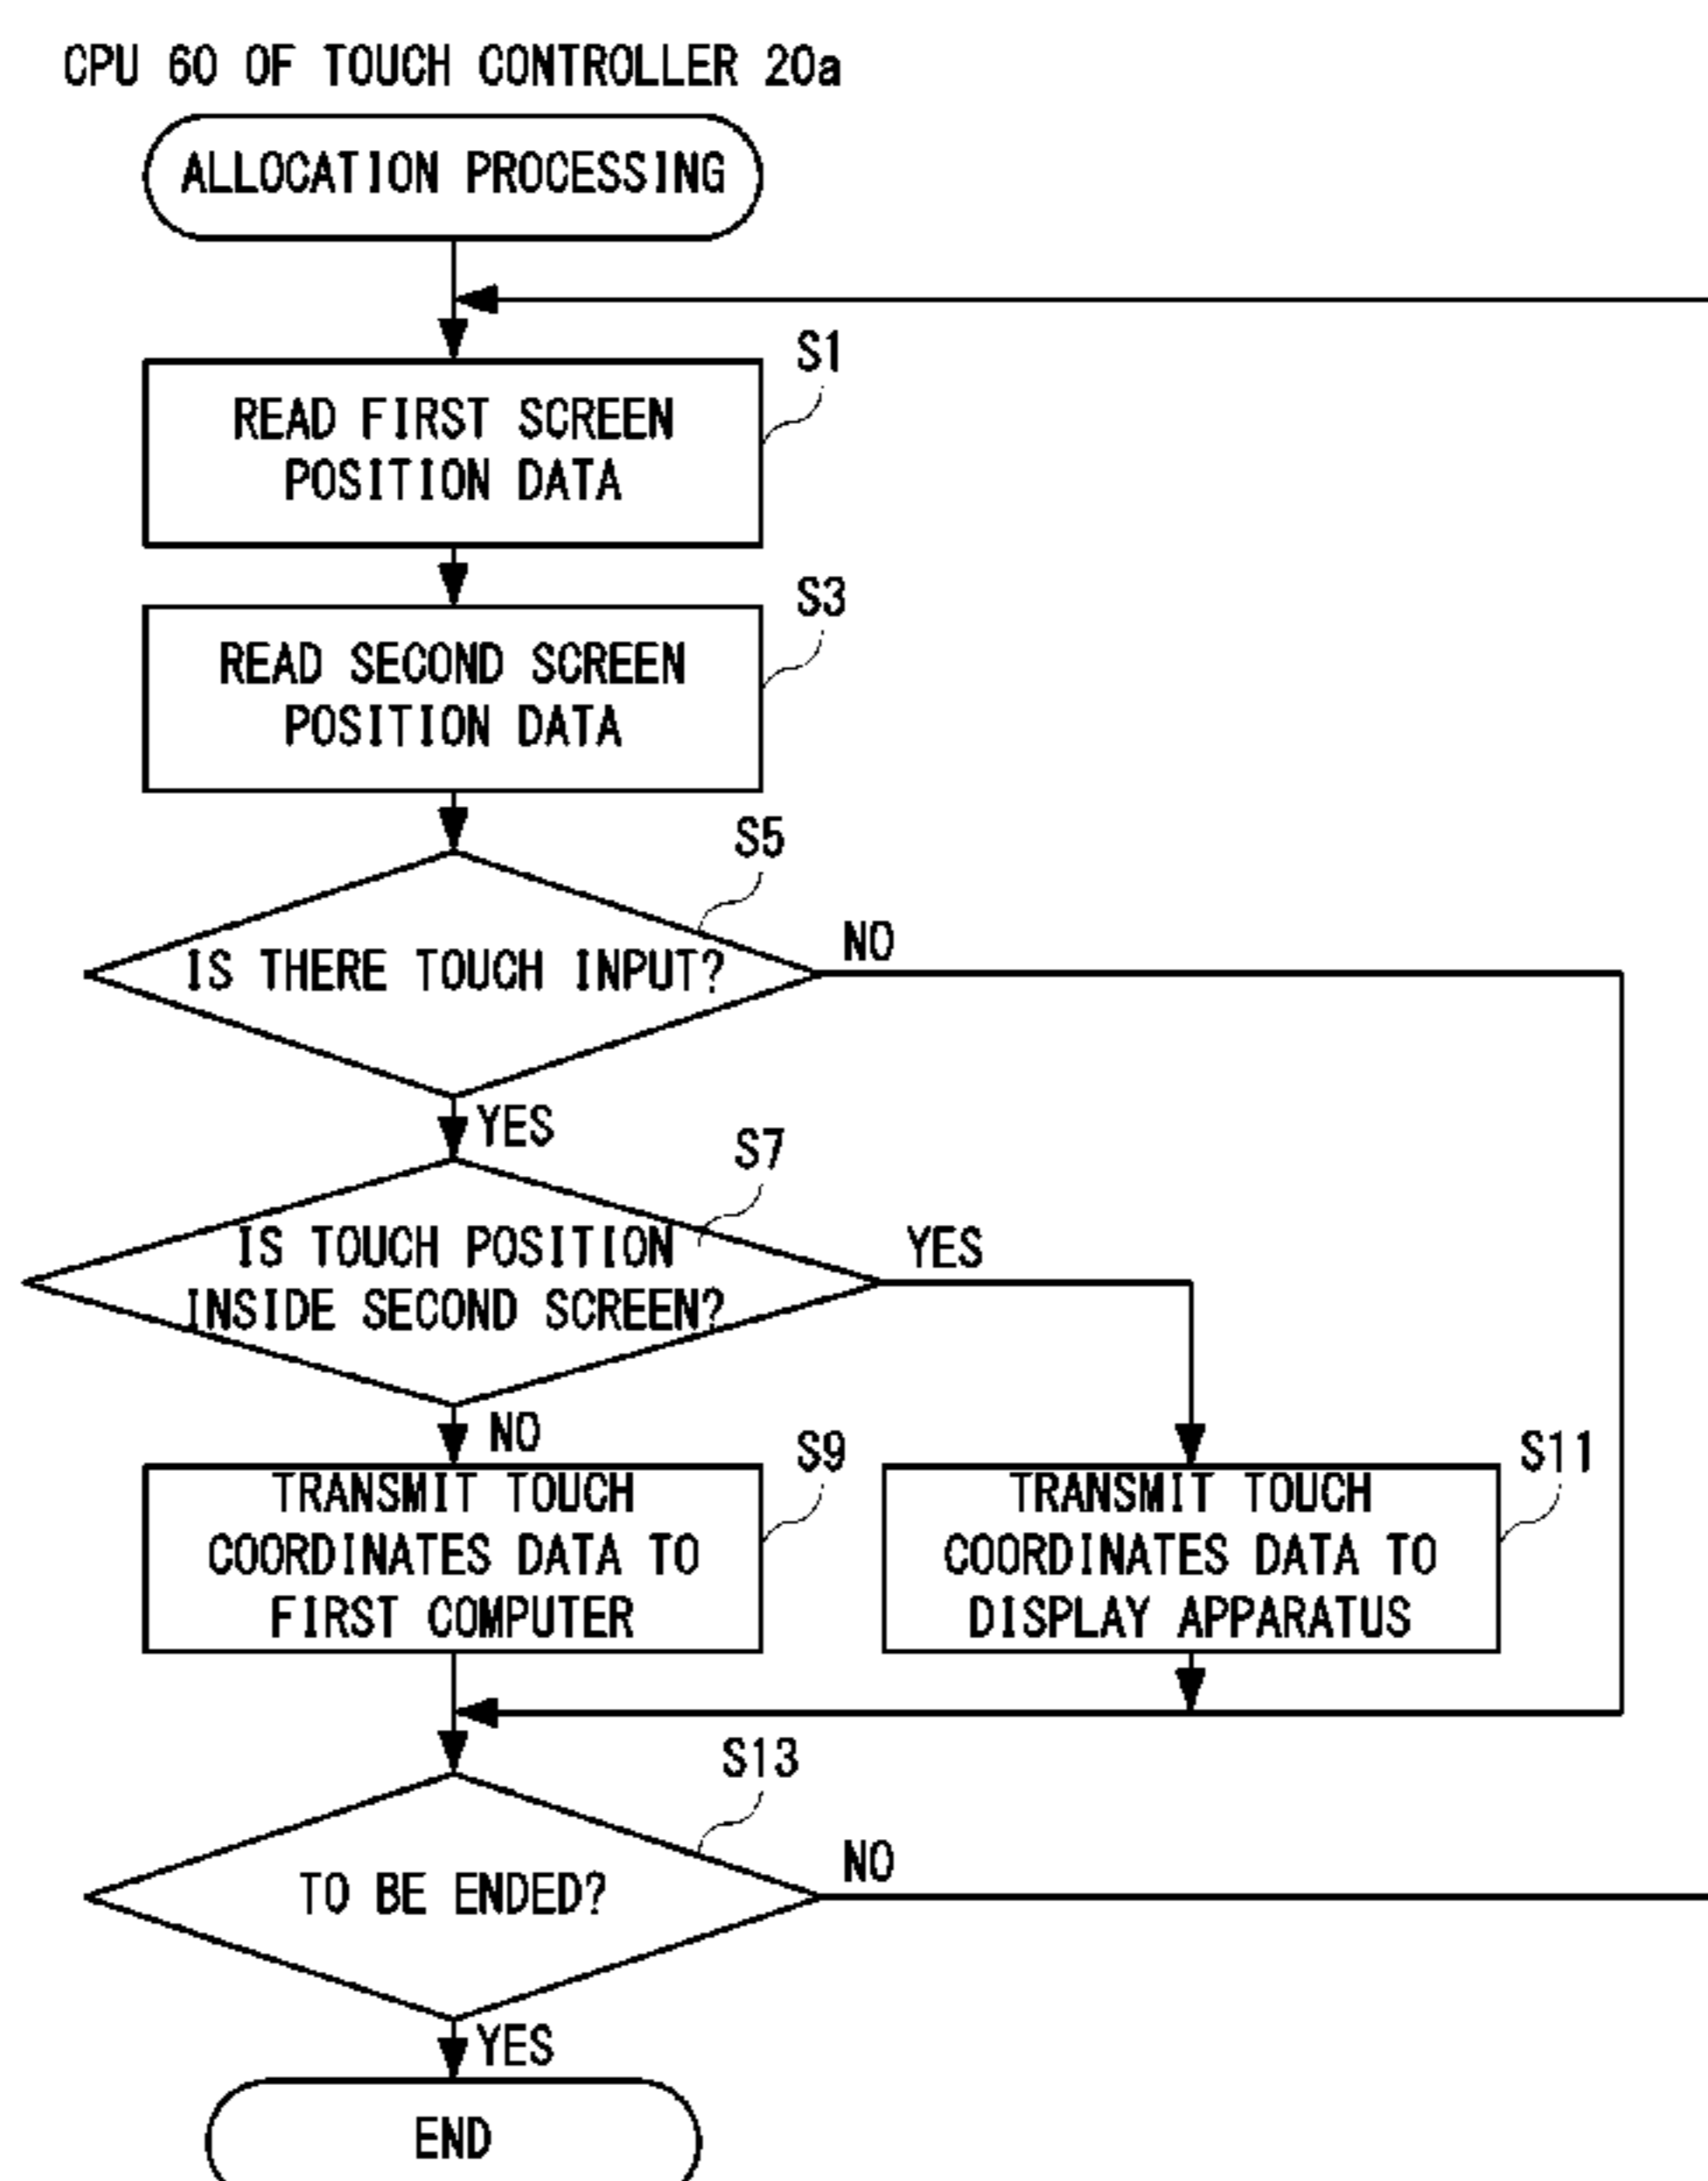 CPU 60 OF TOUCH CONTROLLER 20a
ALLOCATION PROCESSING
S1
READ FIRST SCREEN
POSITION DATA
S3
READ SECOND SCREEN
POSITION DATA
S5
IS THERE TOUCH INPUT?
NO
YES
S7
IS TOUCH POSITION
INSIDE SECOND SCREEN?
YES
NO
S9
TRANSMIT TOUCH
COORDINATES DATA TO
FIRST COMPUTER
S11
TRANSMIT TOUCH
COORDINATES DATA TO
DISPLAY APPARATUS
S13
TO BE ENDED?
NO
YES
END